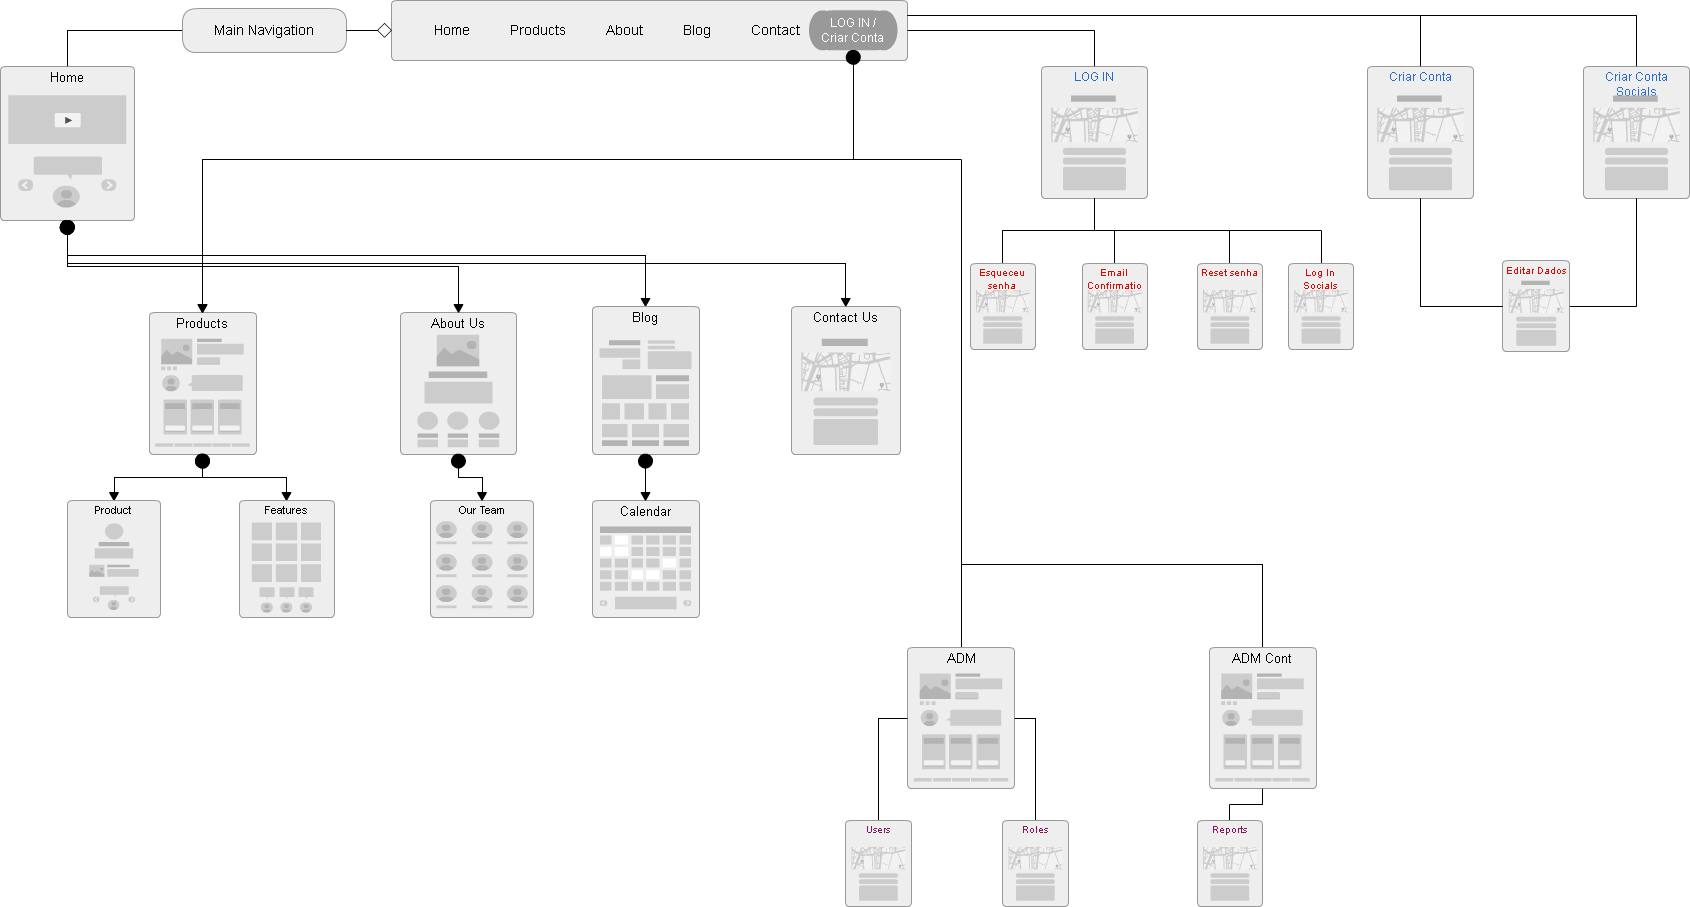 Main Navigation
Home
Products
About
Blog
Contact
LOG IN /
Criar Conta
Home
LOG IN
Criar Conta
Criar Conta
Socials
Esqueceu
senha
Email
Confirmatio
Reset senha
Log In
Socials
Editar Dados
Products
About Us
Blog
Contact Us
Product
Features
Our Team
Calendar
ADM
ADM Cont
Users
Roles
Reports